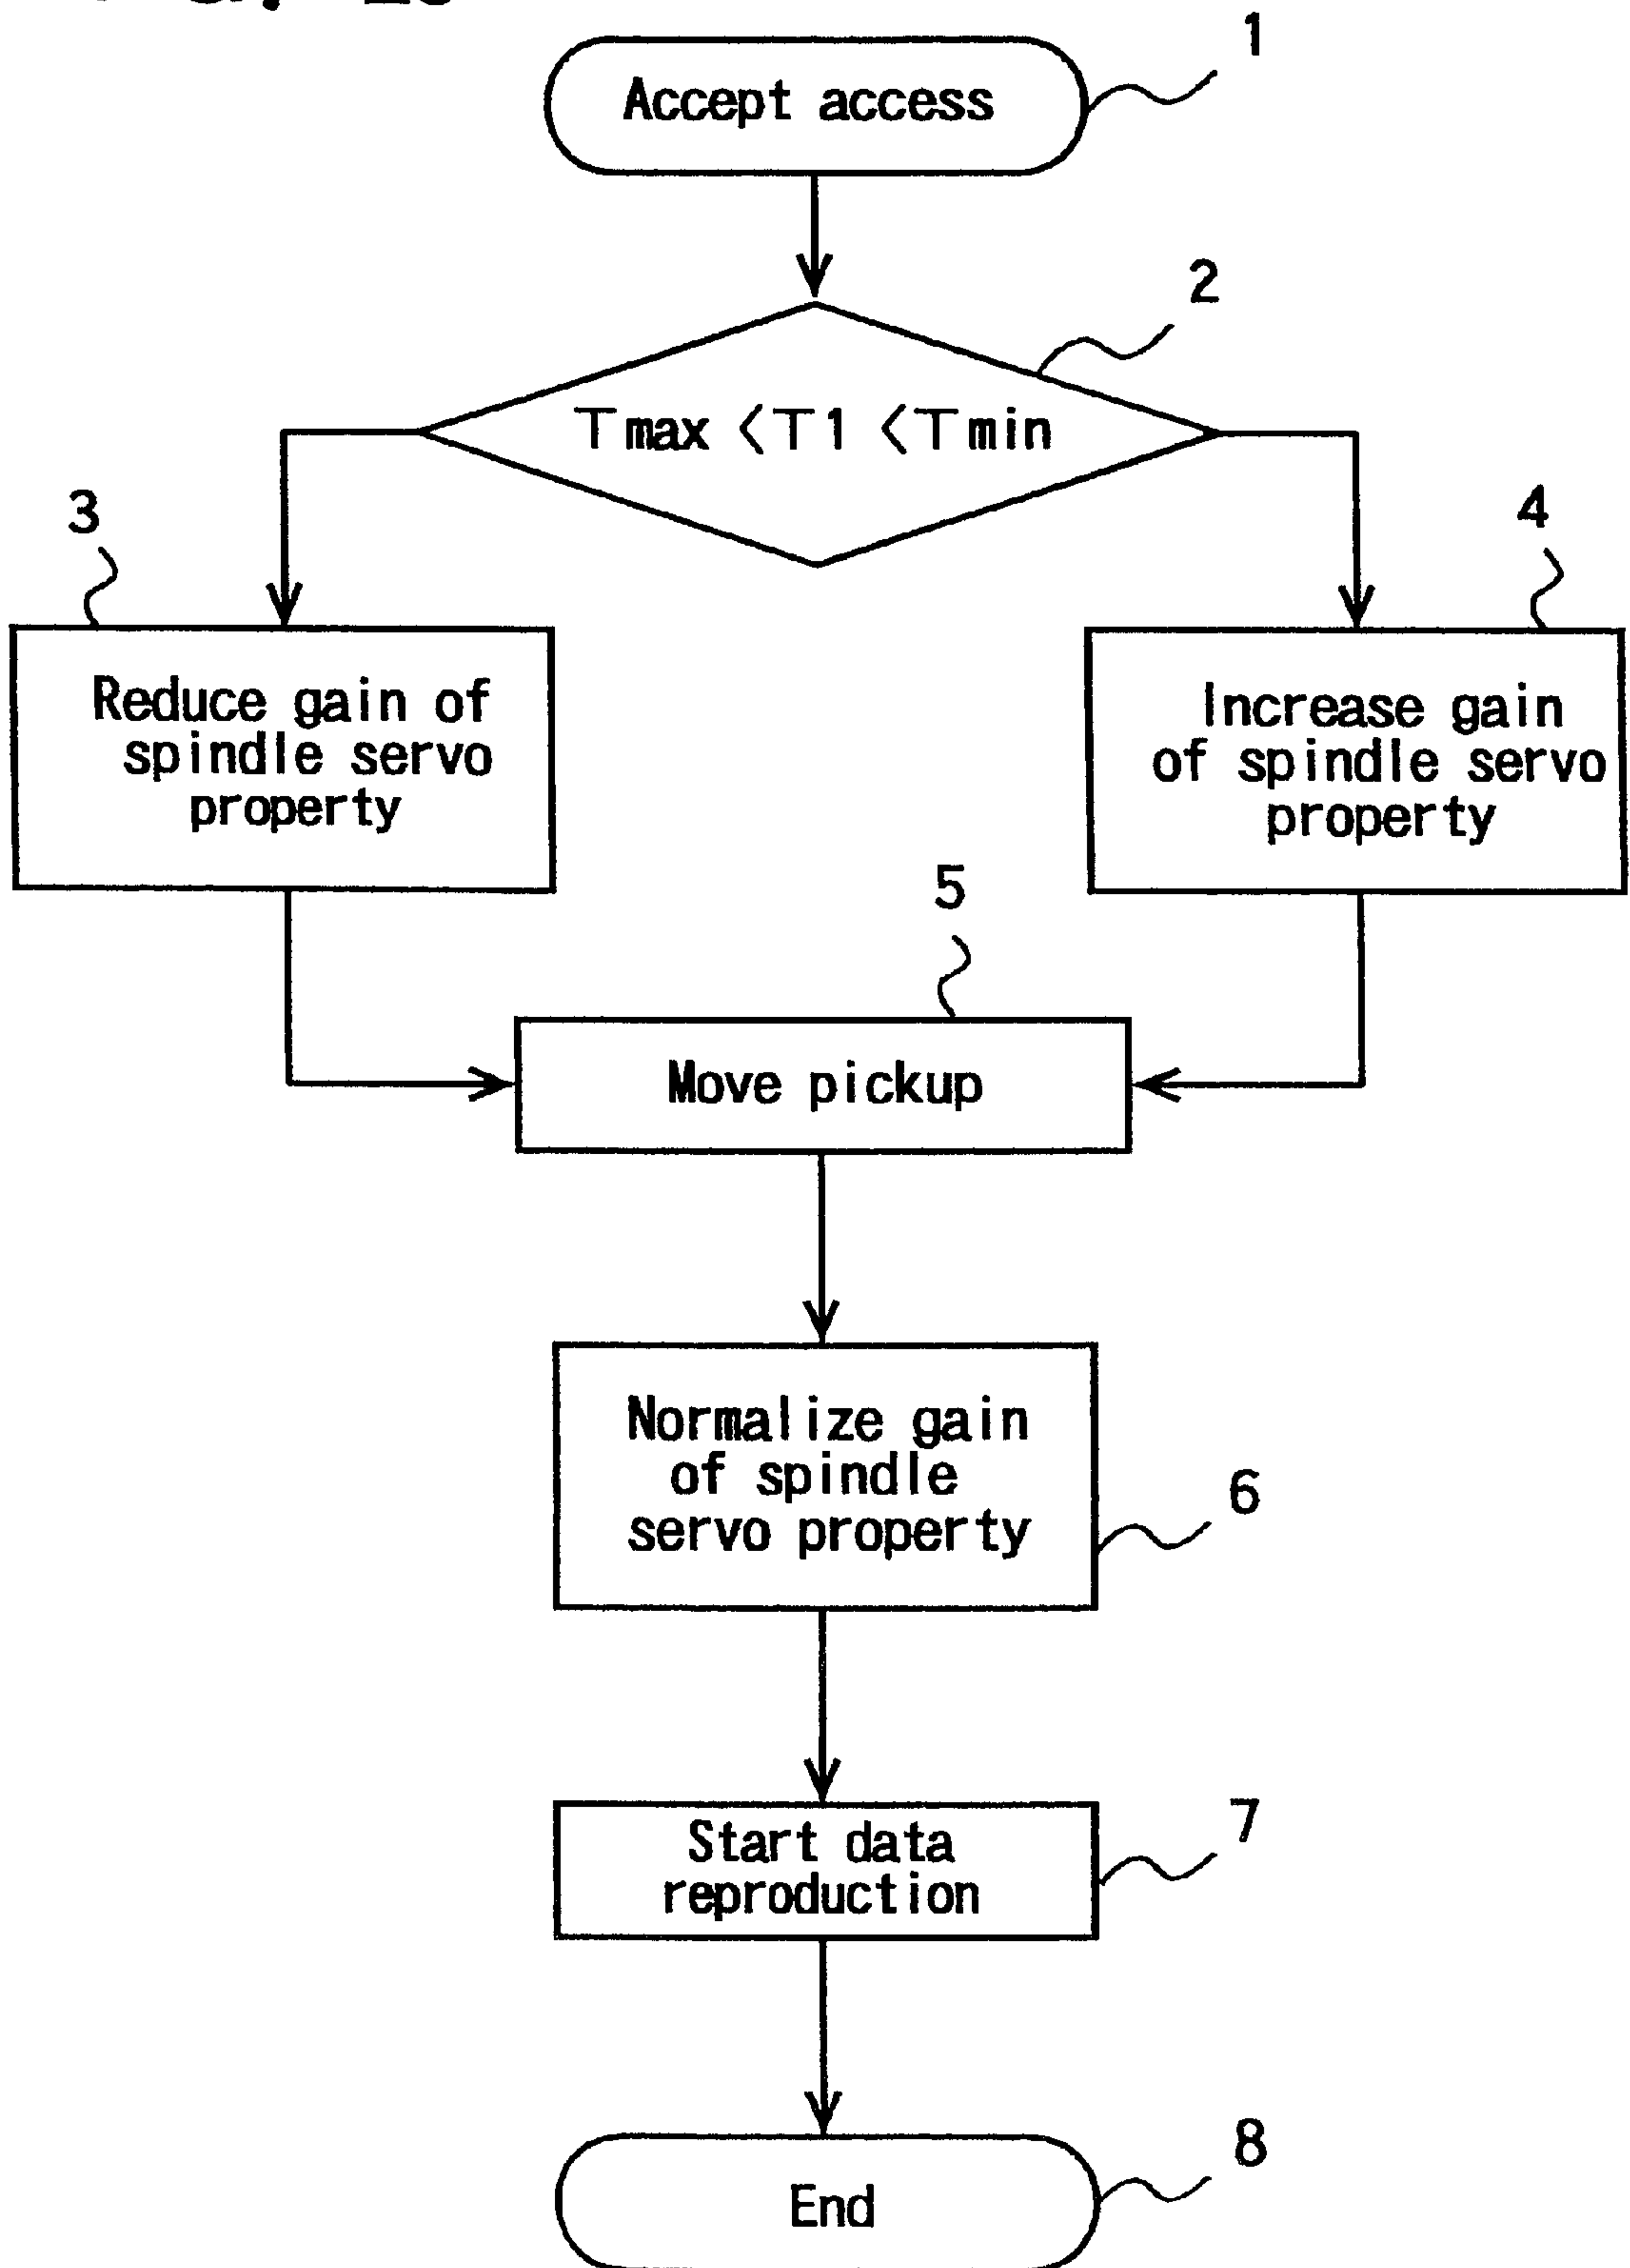 1
Accept access
2
Tmax <T1 <Tmin
3
4
Reduce gain of
spindle servo
property
Increase gain
of spindle servo
property
5
Move pickup
Normalize gain
of spindle
servo property
6
7
Start data
reproduction
8
End